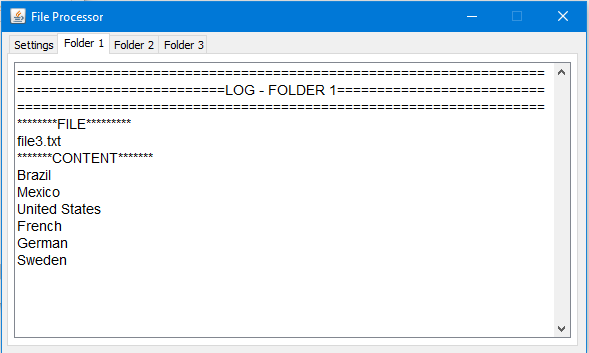 File Processor
Settings Folder 1 Folder 2 Folder 3
==================================================================
==========================LOG - FOLDER 1==========================
==================================================================
********FILE*********
file3.txt
*******CONTENT*******
Brazil
Mexico
United States
French
German
Sweden